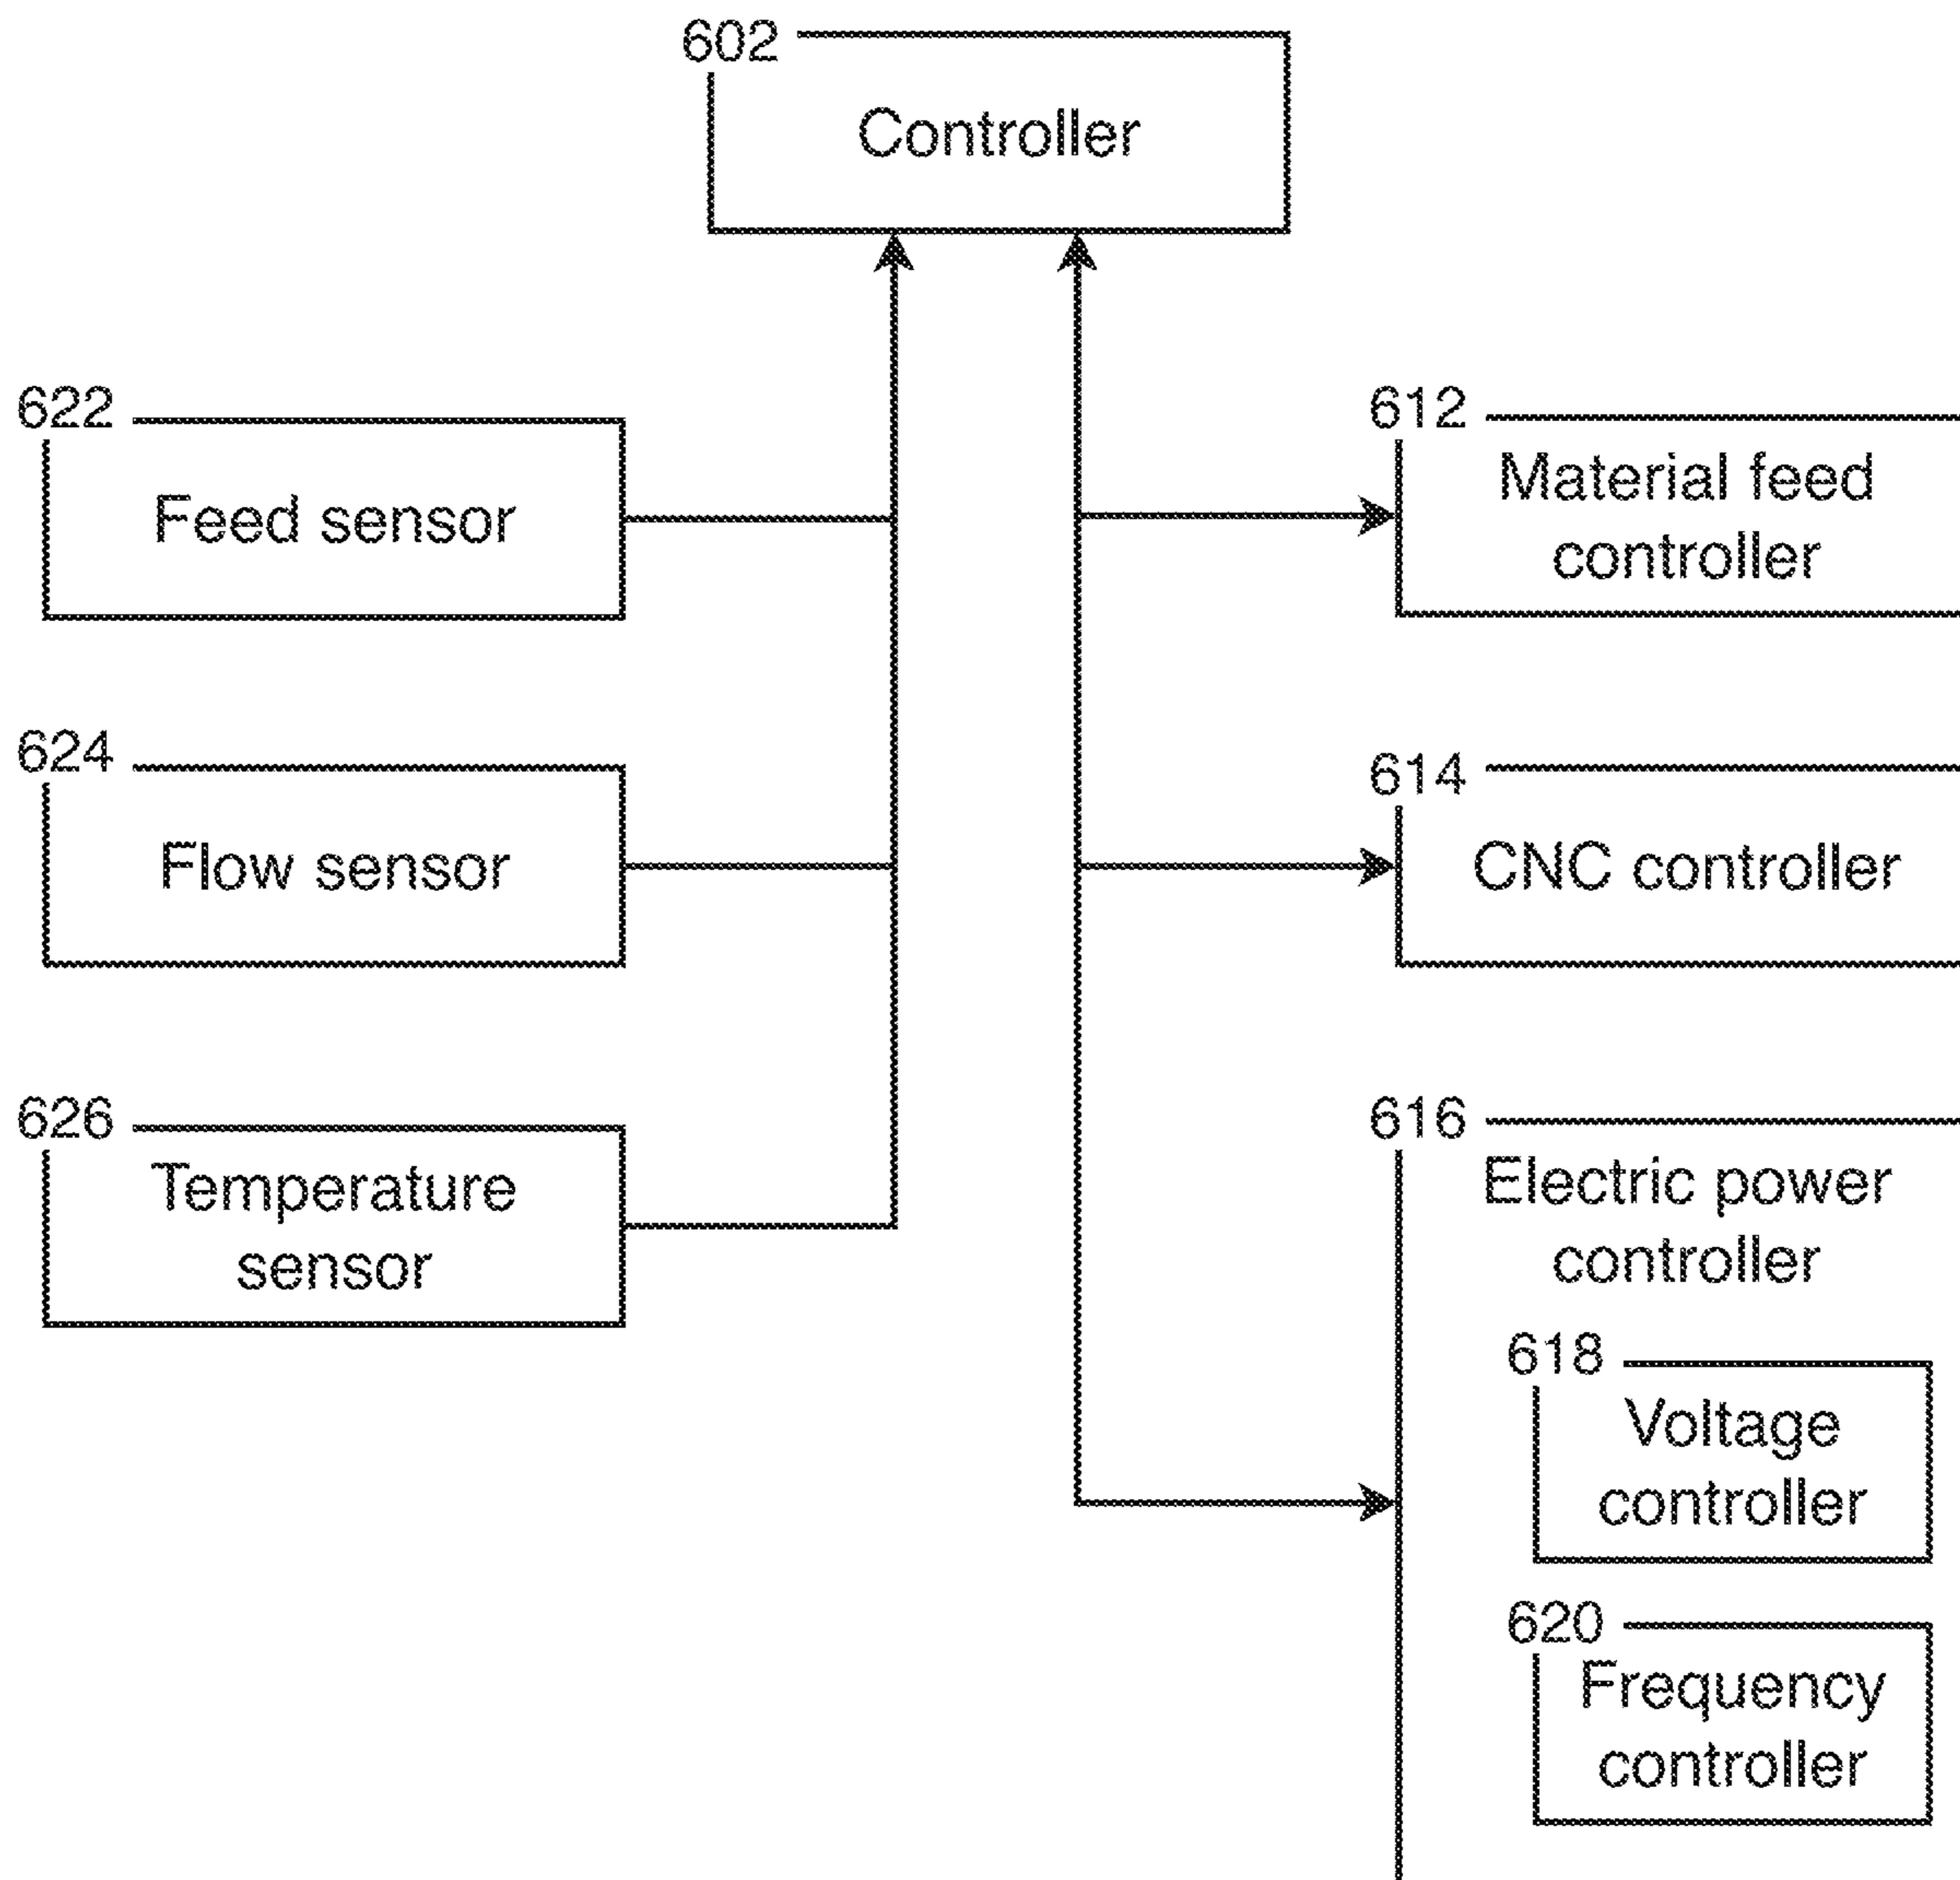 602
Controller
622
Feed sensor
612
Material feed
controller
624
Flow sensor
614
CNC controller
626
Temperature
sensor
616
Electric power
controller
618
Voltage
controller
620
Frequency
controller